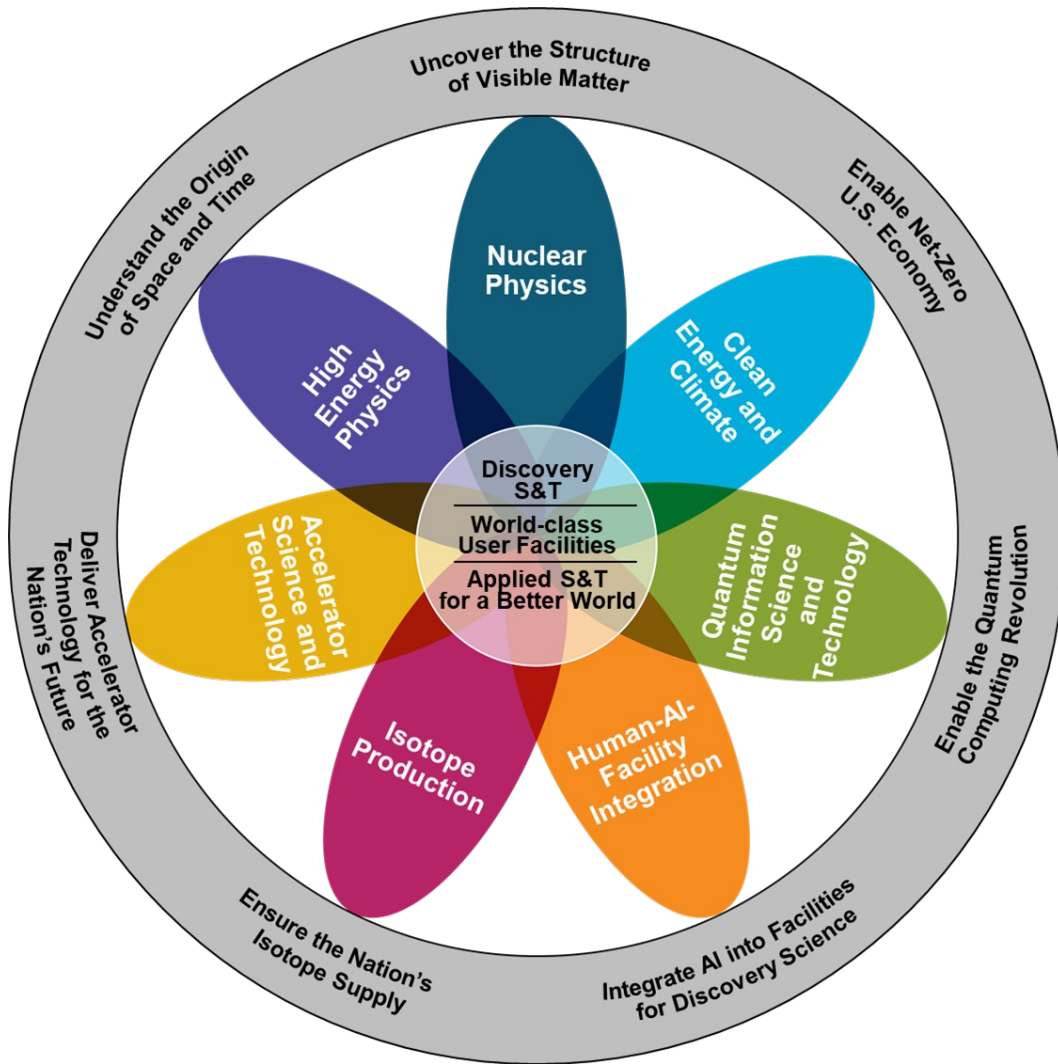 Uncover the Structure
of Visible Matter
Enable Net-Zero
U.S. Economy
Enable the Quantum
Computing Revolution
Integrate AI into Facilities
for Discovery Science
Ensure the Nation’s
Isotope Supply
Deliver Accelerator
Technology for the
Nation’s Future
Understand the Origin
of Space and Time
Nuclear
Physics
Clean
Energy and
Climate
Quantum
Information
Science
and
Technology
Human-AI-
Facility
Integration
Isotope
Production
Accelerator
Science and
Technology
High
Energy
Physics
Discovery
S&T
World-class
User Facilities
Applied S&T
for a Better World